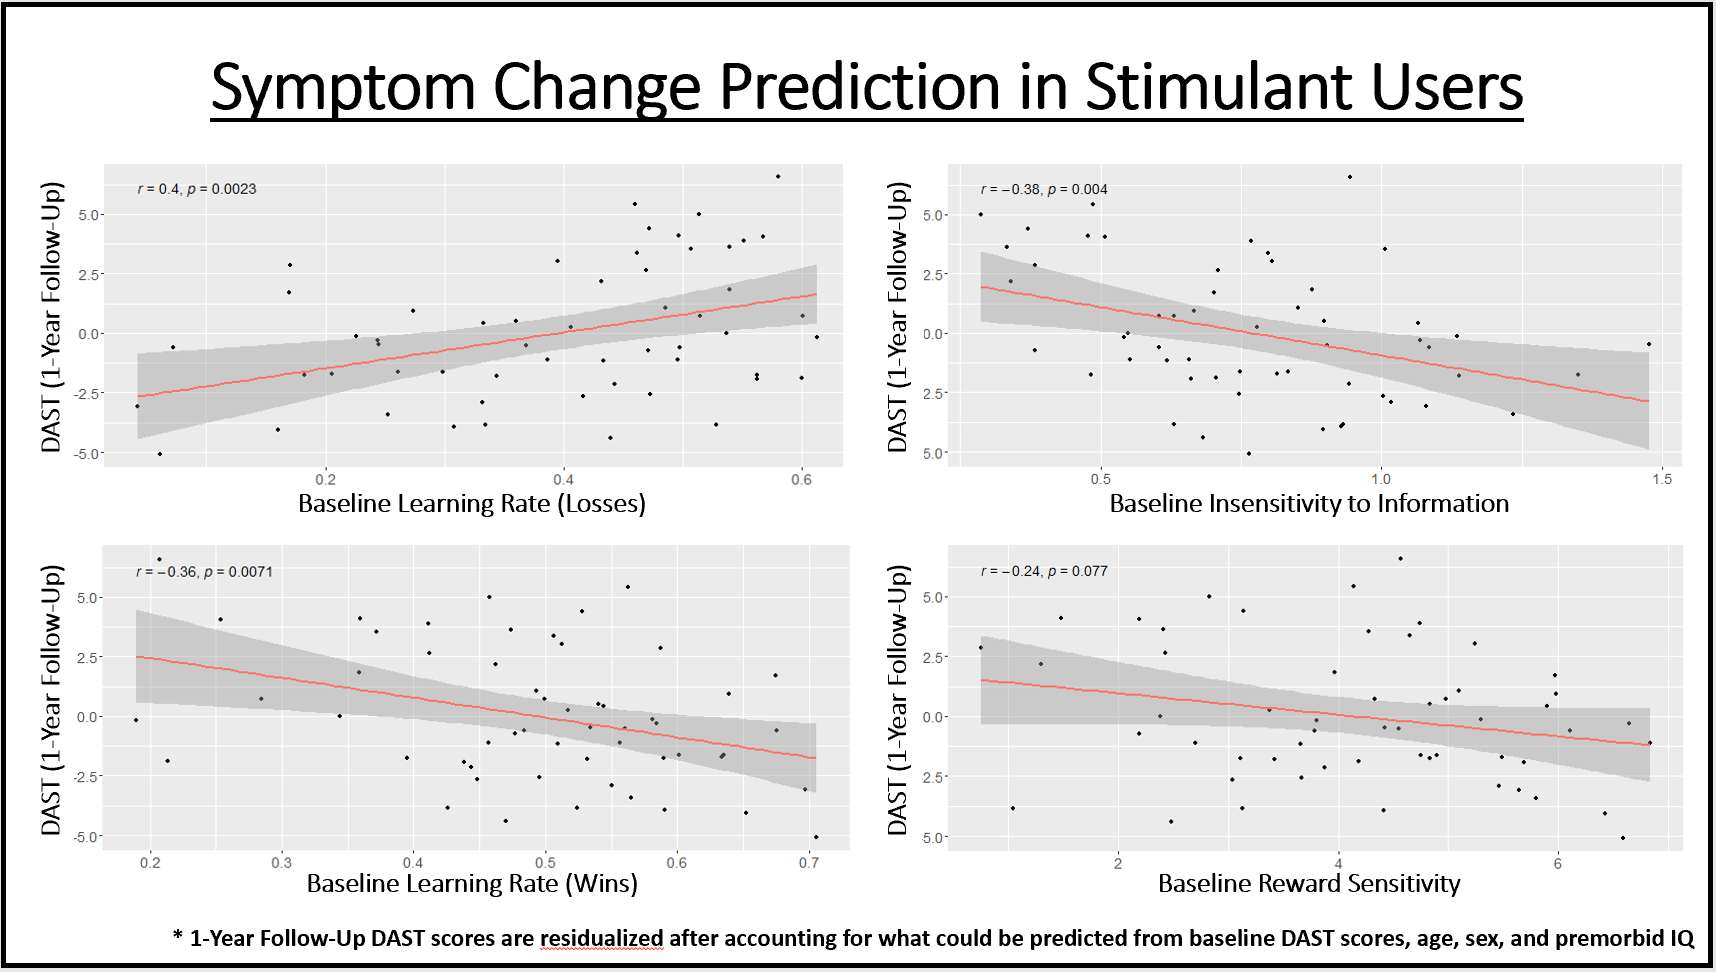 Symptom Change Prediction in Stimulant Users
DAST (1-Year Follow-Up)
r = 0.4, p = 0.0023
5.0
2.5
0.0
-2.5
-5.0
0.2
0.4
0.6
Baseline Learning Rate (Losses)
DAST (1-Year Follow-Up)
r = −0.38, p = 0.004
5.0
2.5
0.0
2.5
5.0
0.5
1.0
1.5
Baseline Insensitivity to Information
DAST (1-Year Follow-Up)
r = −0.36, p = 0.0071
5.0
2.5
0.0
-2.5
-5.0
0.2
0.3
0.4
0.5
0.6
0.7
Baseline Learning Rate (Wins)
DAST (1-Year Follow-Up)
r = −0.24, p = 0.077
5.0
2.5
0.0
2.5
5.0
2
4
6
Baseline Reward Sensitivity
* 1-Year Follow-Up DAST scores are residualized after accounting for what could be predicted from baseline DAST scores, age, sex, and premorbid IQ